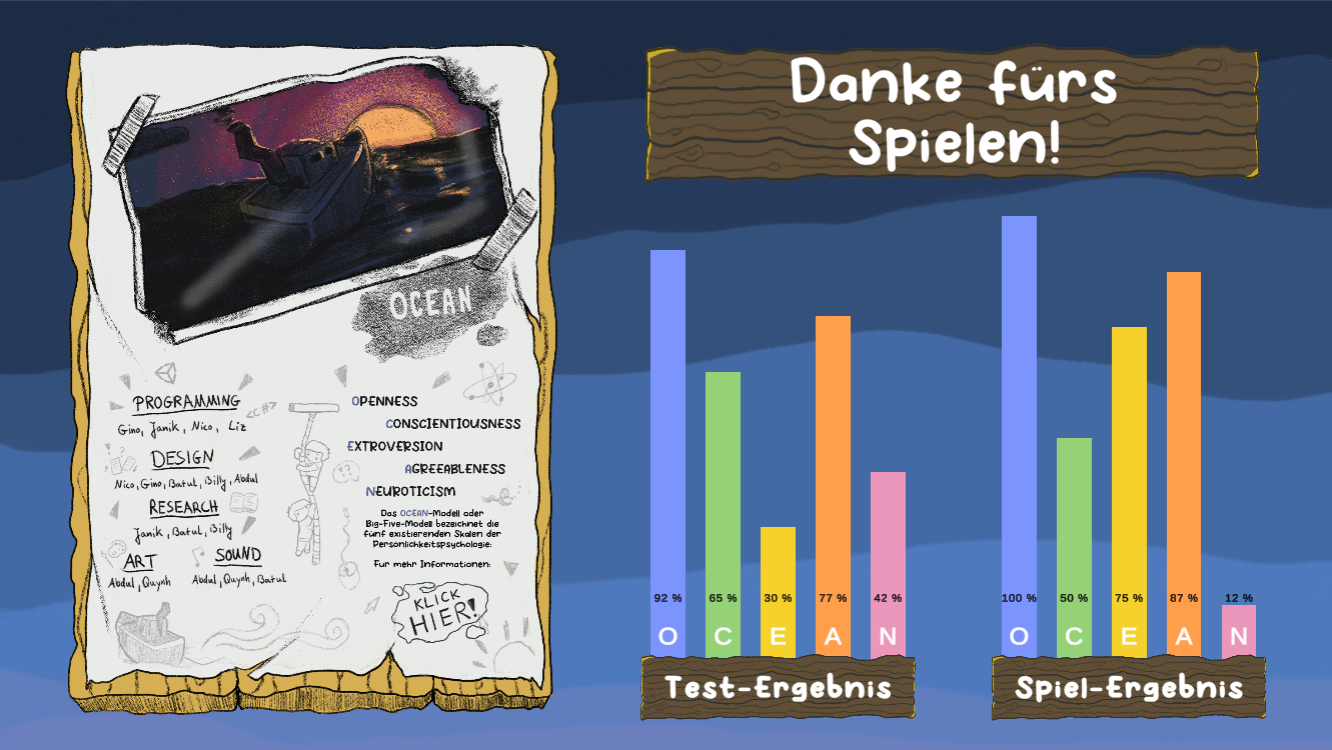 OCEAN
PROGRAMMING
Gino, Janik, Nico, Liz
<C#>
DESIGN
Nico, Gino, Batul, Billy, Abdul
RESEARCH
Janik, Batul, Billy
ART
Abdul, Quynh
SOUND
Abdul, Quynh, Batul
OPENNESS
CONSCIENTIOUSNESS
EXTROVERSION
AGREEABLENESS
NEUROTICISM
??
Das OCEAN-Modell oder
Big-Five-Modell bezeichnet die
fünf existierenden Skalen der
Persönlichkeitspsychologie:
Für mehr Informationen:
KLICK
HIER!
Danke fürs
Spielen!
92 % 65 % 30 % 77 % 42 %
O C E A N
Test-Ergebnis
100 % 50 % 75 % 87 % 12 %
O C E A N
Spiel-Ergebnis